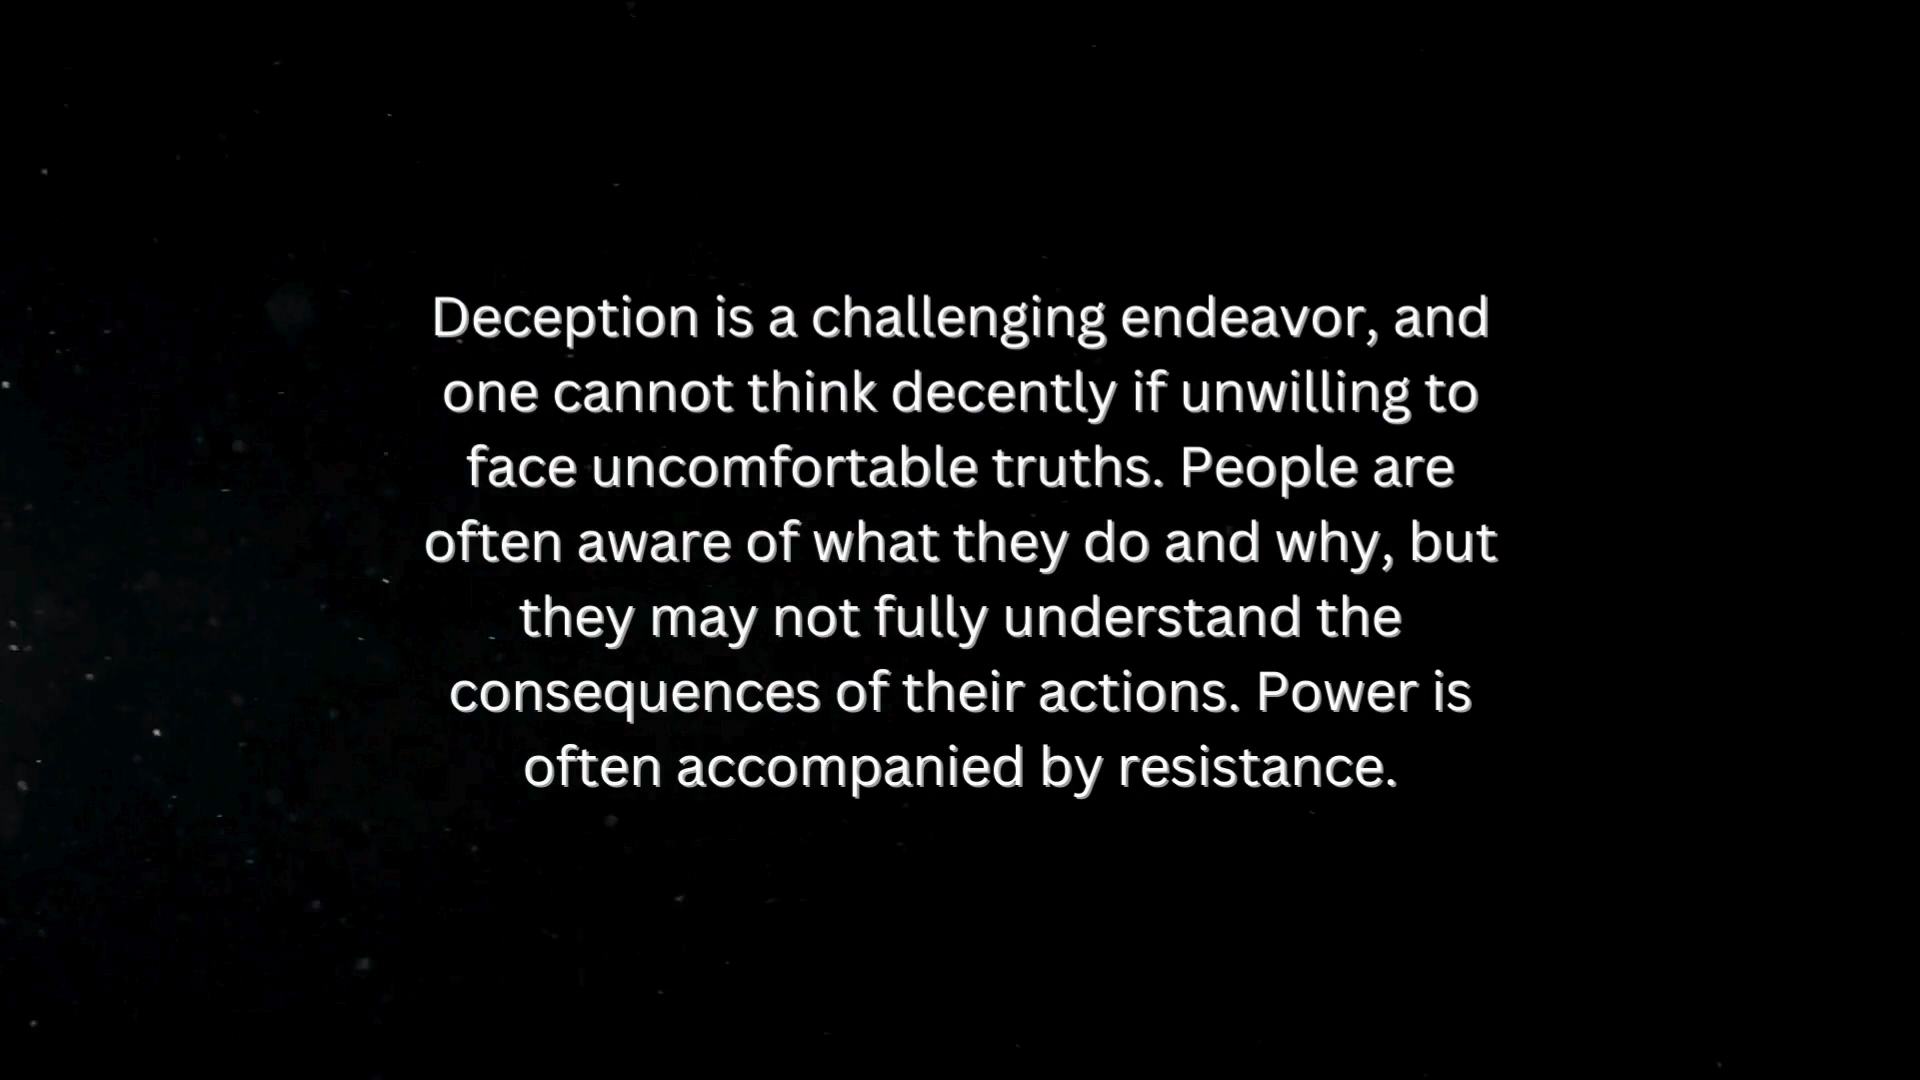 Deception is a challenging endeavor, and
one cannot think decently if unwilling to
face uncomfortable truths. People are
often aware of what they do and why, but
they may not fully understand the
consequences of their actions. Power is
often accompanied by resistance.